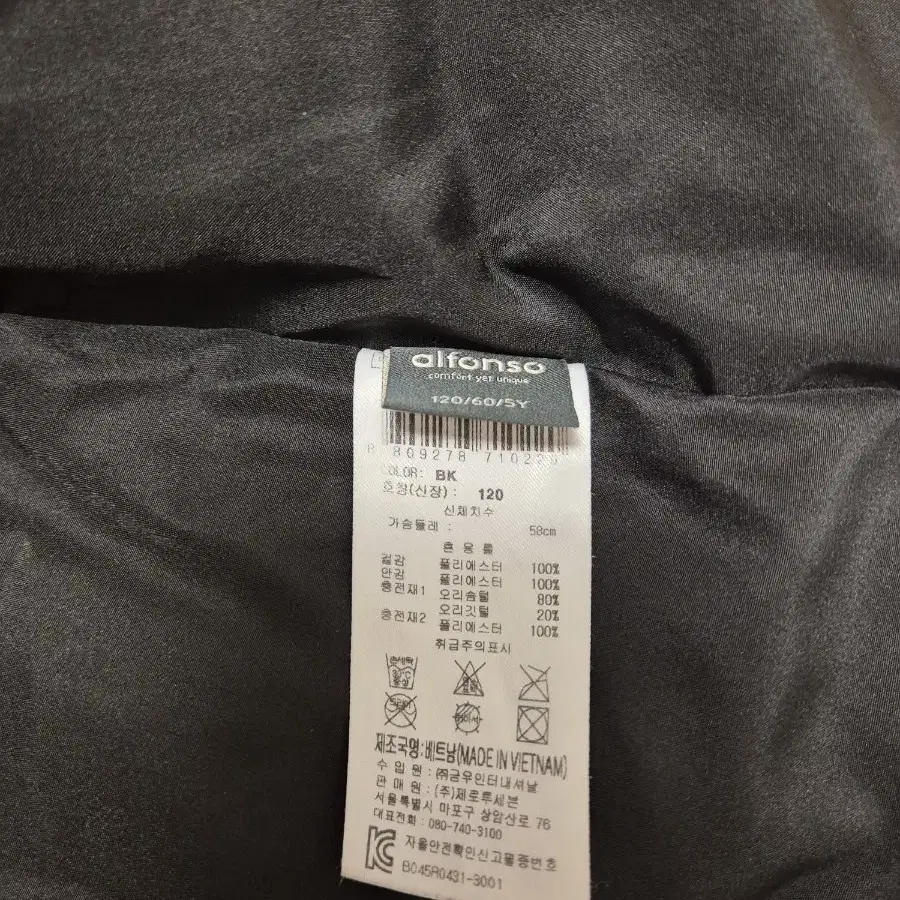 alfonso
comfort yet unique
120/60/5Y
8 809278 71022
COLOR: BK
호칭(신장) : 120
신체치수
가슴둘레 : 58cm
혼용률
겉감 폴리에스터 100%
안감 폴리에스터 100%
충전재1 오리솜털 80%
오리깃털 20%
충전재2 폴리에스터 100%
취급주의표시
손세탁
제조국명:베트남(MADE IN VIETNAM)
수 입 원 : ㈜금우인터내셔날
판 매 원 : (주)제로투세븐
서울특별시 마포구 상암산로 76
대표전화 : 080-740-3100
자율안전확인신고필증번호
B045R0431-3001